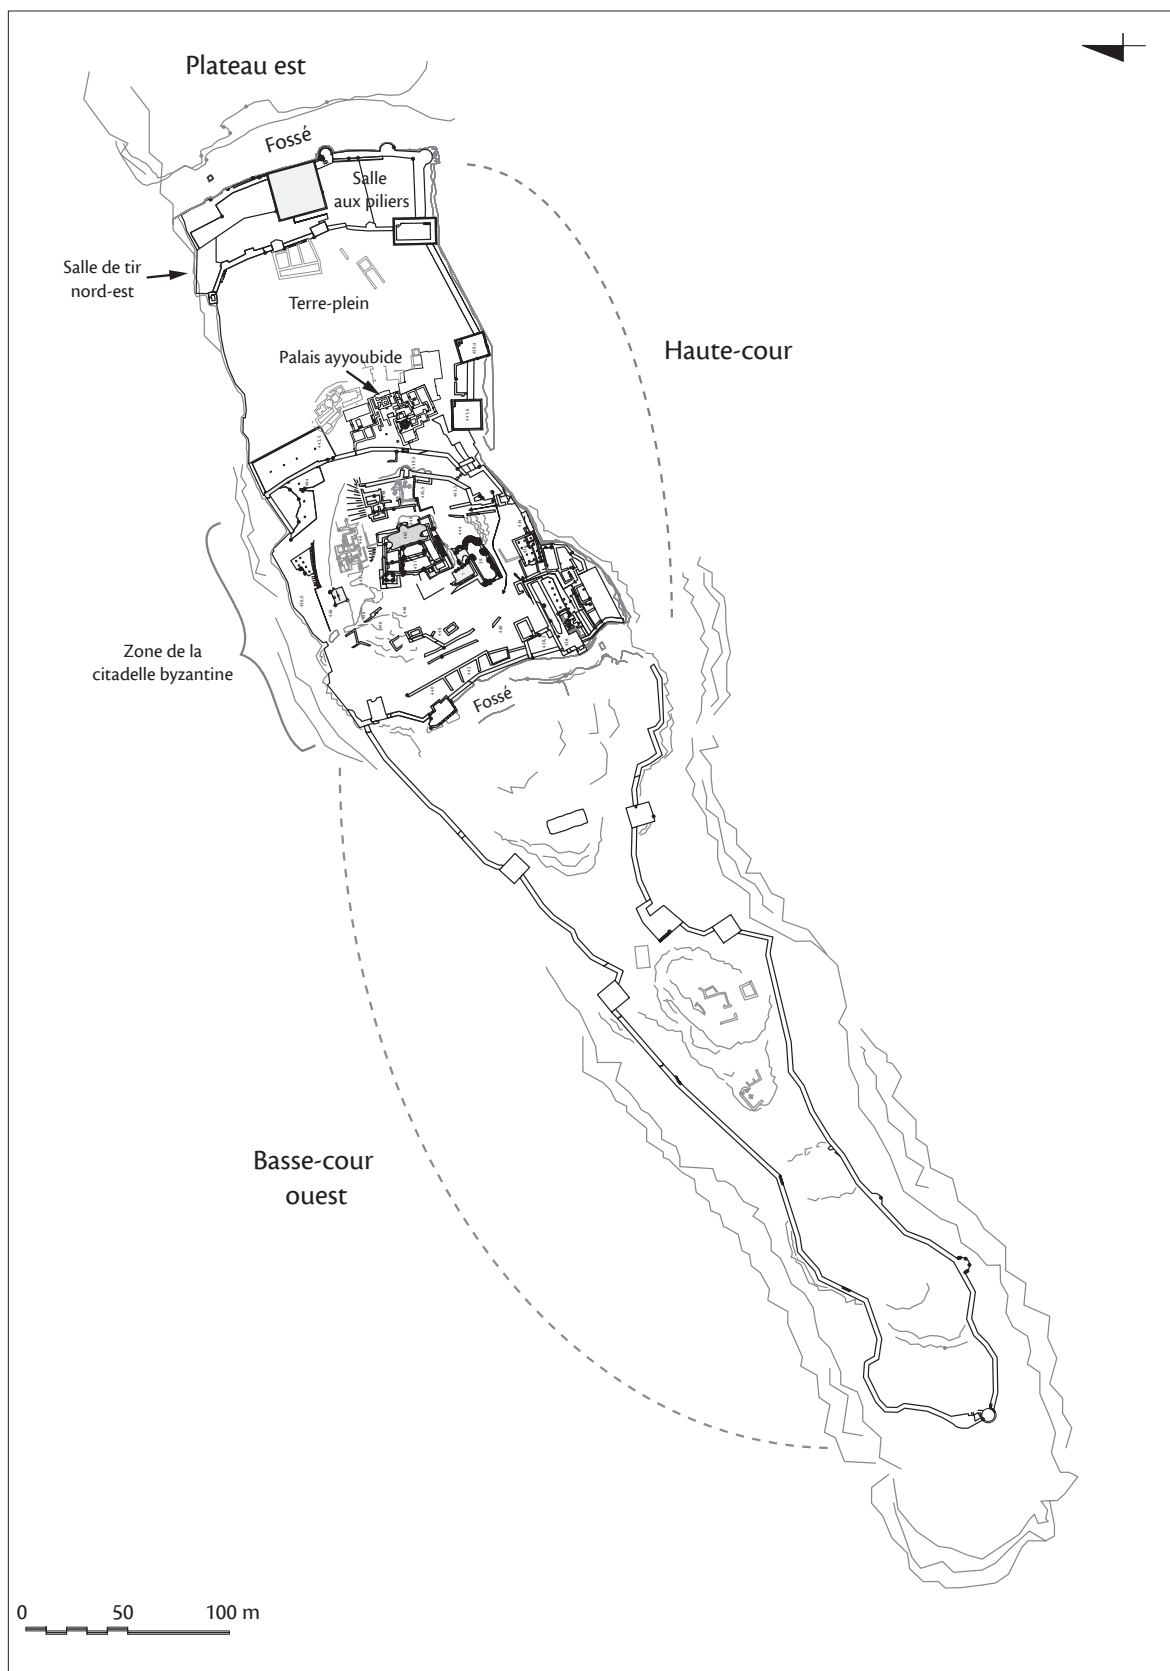 Plateau est
Fossé
Salle
aux piliers
Salle de tir
nord-est
Terre-plein
Haute-cour
Palais ayyoubide
Zone de la
citadelle byzantine
Fossé
Basse-cour
ouest
0 50 100 m